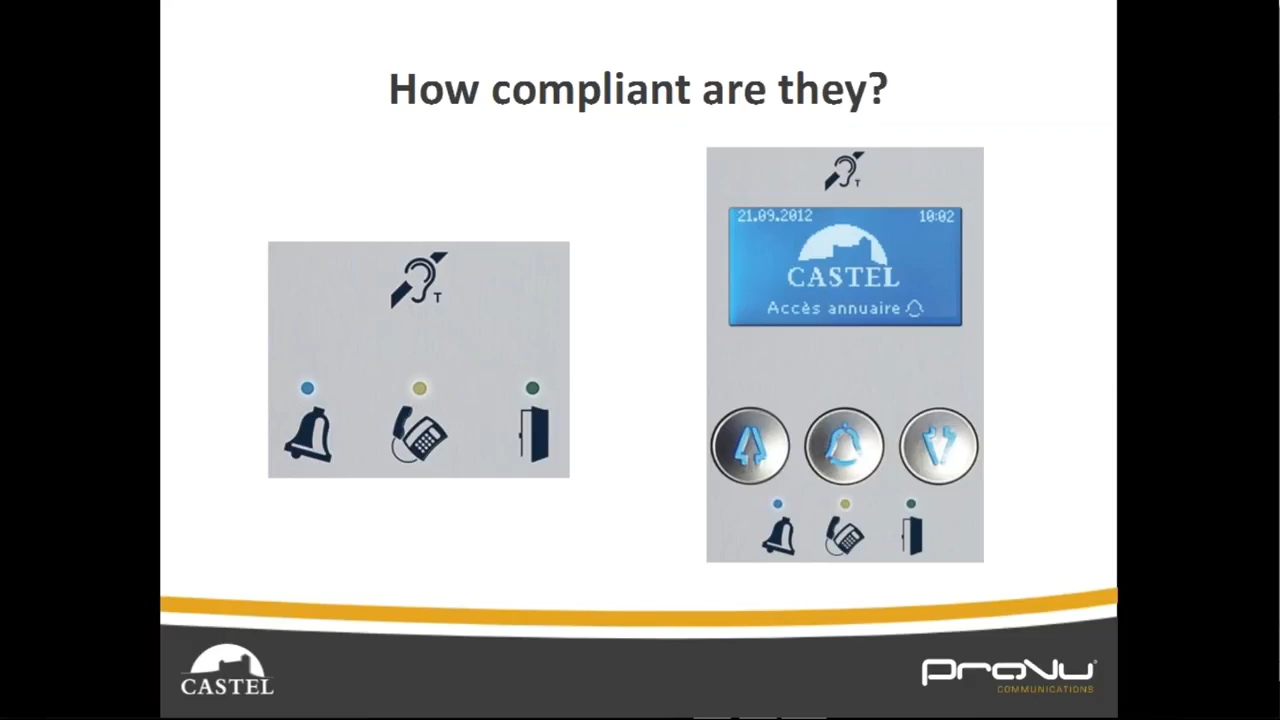 How compliant are they?
T
T
21.09.2012 10:02
CASTEL
Accès annuaire
CASTEL
ProVu
COMMUNICATIONS